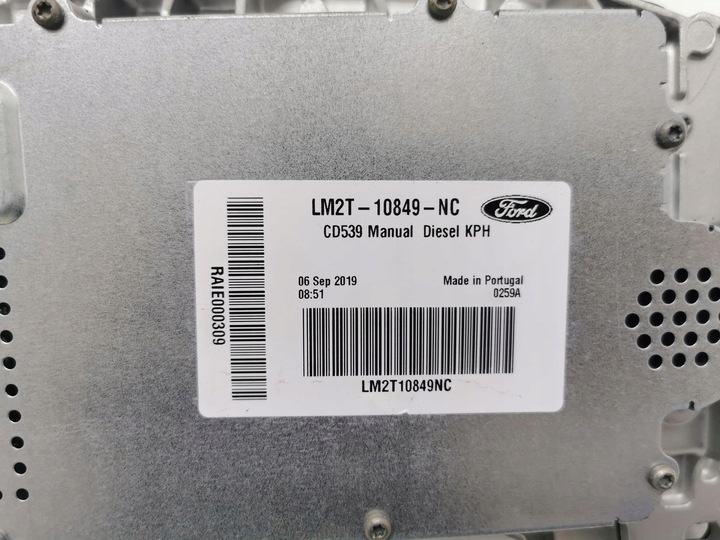 LM2T-10849-NC
Ford
CD539 Manual Diesel KPH
06 Sep 2019
08:51
Made in Portugal
0259A
RAIE000309
LM2T10849NC